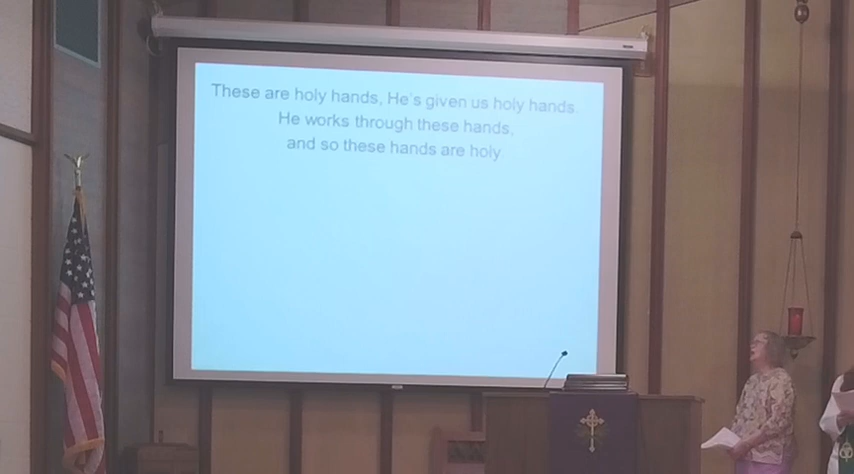 These are holy hands, He's given us holy hands.
He works through these hands,
and so these hands are holy